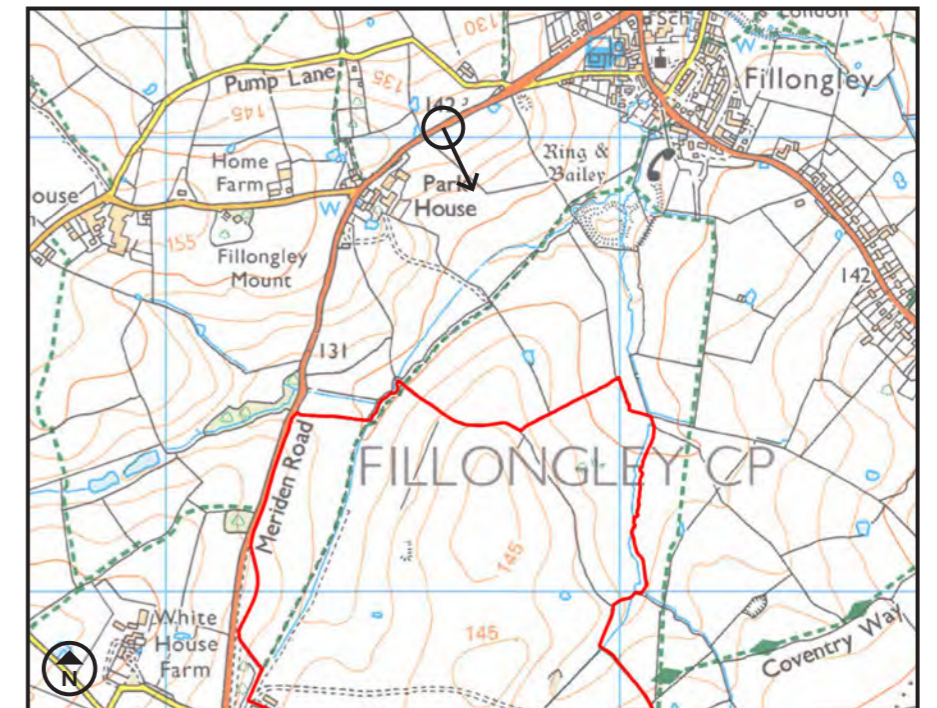 Sch
London
130
Fillongley
Pump Lane
135
142
W
145
Home
Farm
Ring &
Bailey
Park
House
ouse
W
155
Fillongley
Mount
142
131
FILLONGLEY CP
Meriden Road
145
145
White
House
Farm
Coventry Way
N